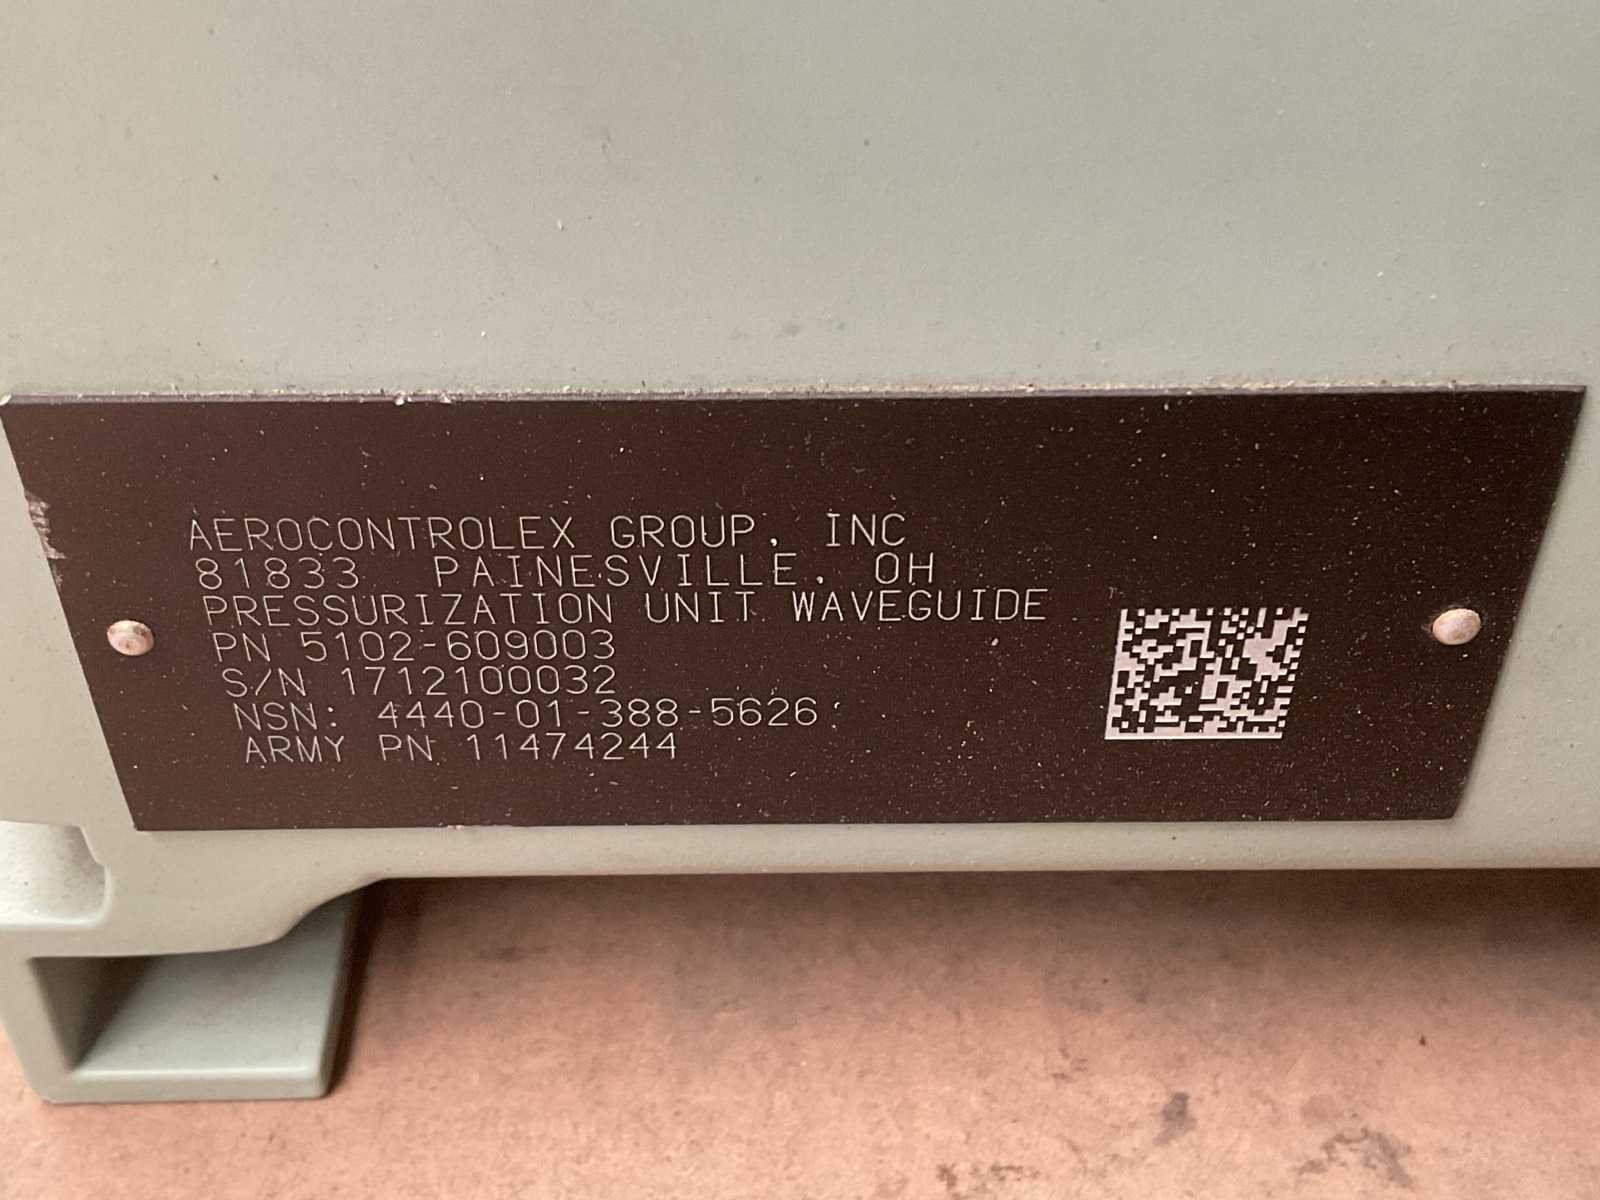 AEROCONTROLEX GROUP, INC
81833 PAINESVILLE, OH
PRESSURIZATION UNIT WAVEGUIDE
PN 5102-609003
S/N 1712100032
NSN: 4440-01-388-5626
ARMY PN 11474244